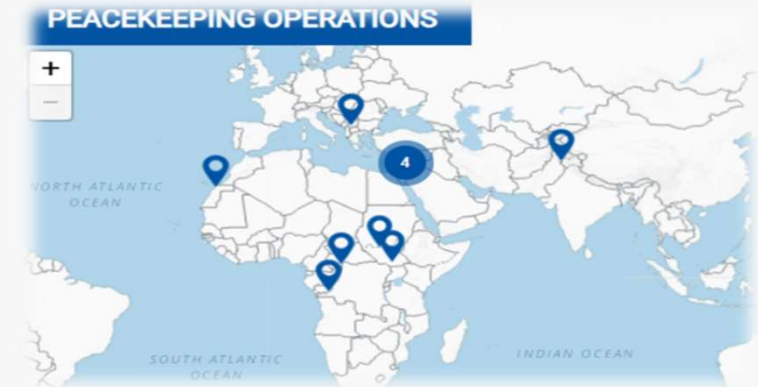 PEACEKEEPING OPERATIONS
+
−
4
NORTH ATLANTIC
OCEAN
SOUTH ATLANTIC
OCEAN
INDIAN OCEAN